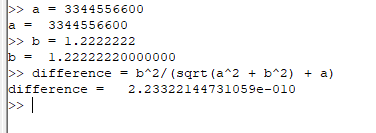 >> a = 3344556600
a =  3344556600
>> b = 1.2222222
b =  1.22222220000000
>> difference = b^2/(sqrt(a^2 + b^2) + a)
difference =   2.23322144731059e-010
>>